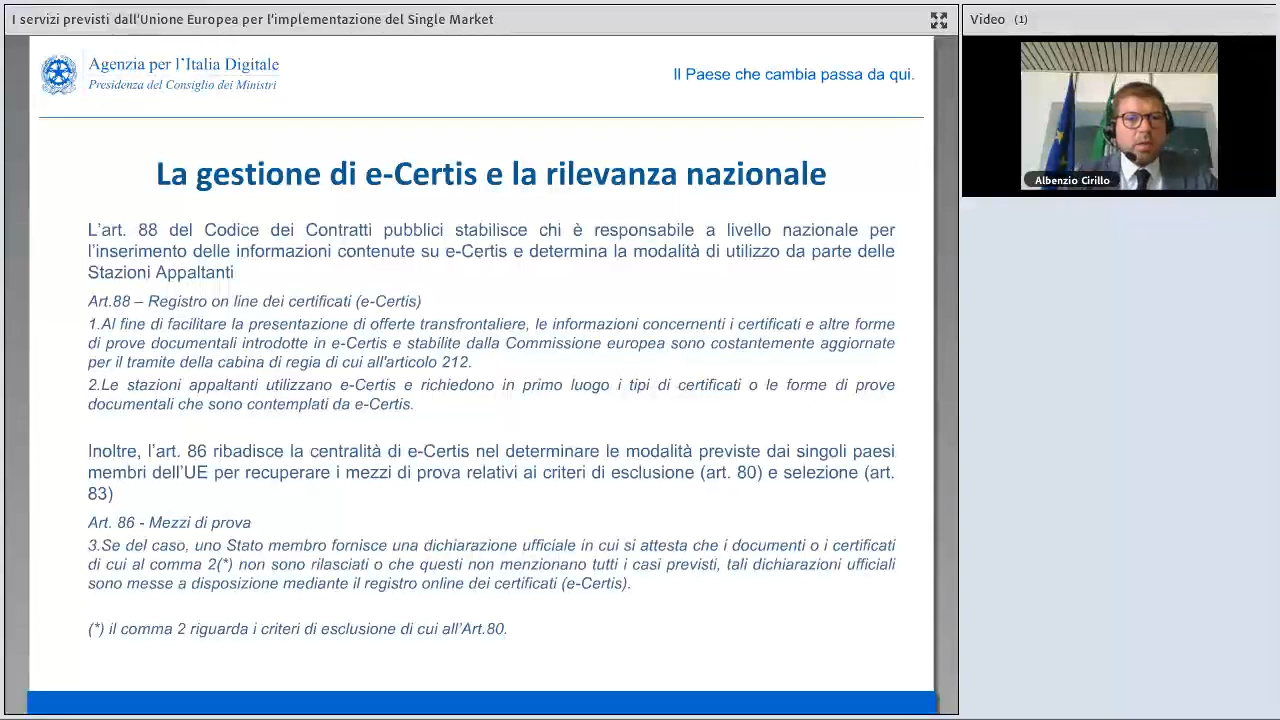 I servizi previsti dall'Unione Europea per l'implementazione del Single Market
Video (1)
Agenzia per l'Italia Digitale
Presidenza del Consiglio dei Ministri
Il Paese che cambia passa da qui.
Albenzio Cirillo
La gestione di e-Certis e la rilevanza nazionale
L'art. 88 del Codice dei Contratti pubblici stabilisce chi è responsabile a livello nazionale per
l'inserimento delle informazioni contenute su e-Certis e determina la modalità di utilizzo da parte delle
Stazioni Appaltanti
Art.88 – Registro on line dei certificati (e-Certis)
1.Al fine di facilitare la presentazione di offerte transfrontaliere, le informazioni concernenti i certificati e altre forme
di prove documentali introdotte in e-Certis e stabilite dalla Commissione europea sono costantemente aggiornate
per il tramite della cabina di regia di cui all'articolo 212.
2.Le stazioni appaltanti utilizzano e-Certis e richiedono in primo luogo i tipi di certificati o le forme di prove
documentali che sono contemplati da e-Certis.
Inoltre, l'art. 86 ribadisce la centralità di e-Certis nel determinare le modalità previste dai singoli paesi
membri dell'UE per recuperare i mezzi di prova relativi ai criteri di esclusione (art. 80) e selezione (art.
83)
Art. 86 - Mezzi di prova
3.Se del caso, uno Stato membro fornisce una dichiarazione ufficiale in cui si attesta che i documenti o i certificati
di cui al comma 2(*) non sono rilasciati o che questi non menzionano tutti i casi previsti, tali dichiarazioni ufficiali
sono messe a disposizione mediante il registro online dei certificati (e-Certis).
(*) il comma 2 riguarda i criteri di esclusione di cui all'Art.80.